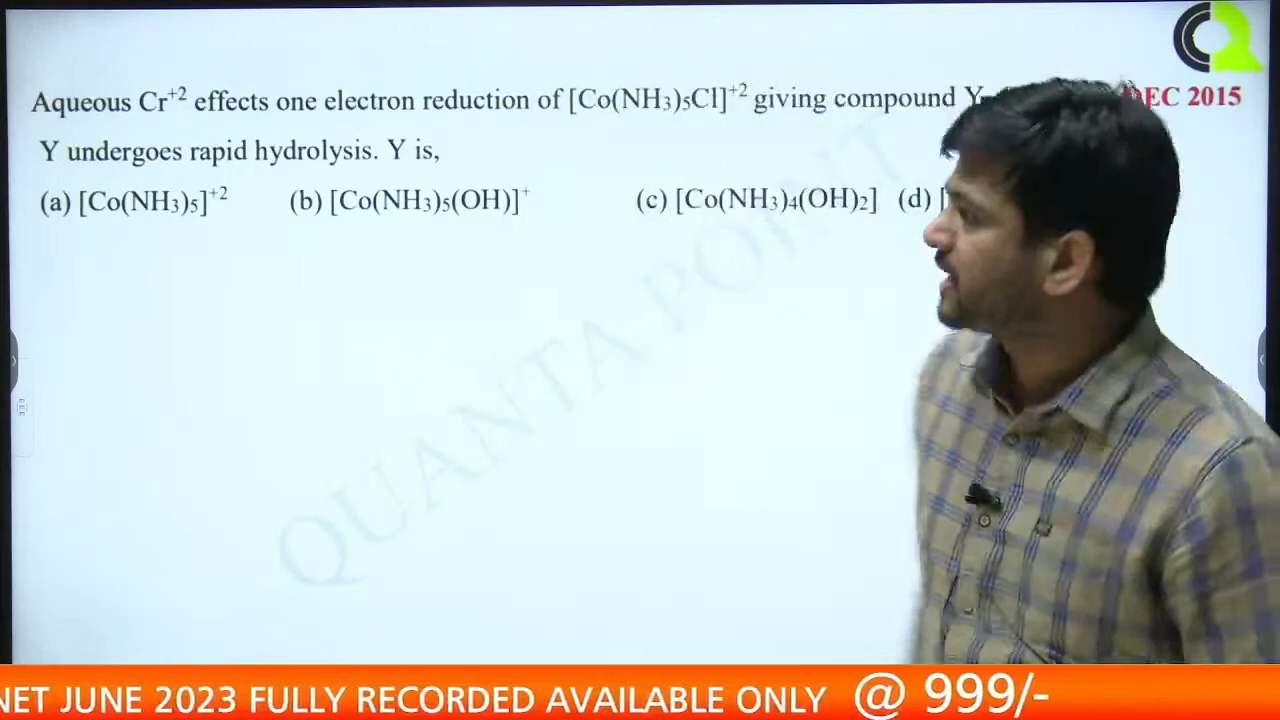 Aqueous Cr⁺² effects one electron reduction of [Co(NH₃)₅Cl]⁺² giving compound Y. DEC 2015
Y undergoes rapid hydrolysis. Y is,
(a) [Co(NH₃)₅]⁺² (b) [Co(NH₃)₅(OH)]⁺ (c) [Co(NH₃)₄(OH)₂] (d) [
QUANTA POINT
NET JUNE 2023 FULLY RECORDED AVAILABLE ONLY @ 999/-